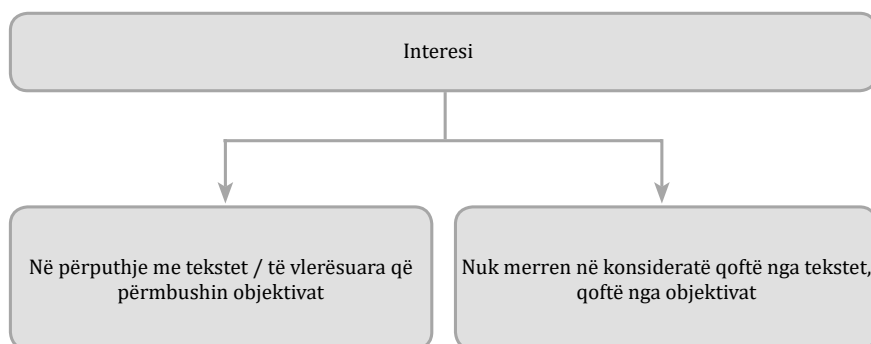 Interesi
Në përputhje me tekstet / të vlerësuara që
përmbushin objektivat
Nuk merren në konsideratë qoftë nga tekstet,
qoftë nga objektivat